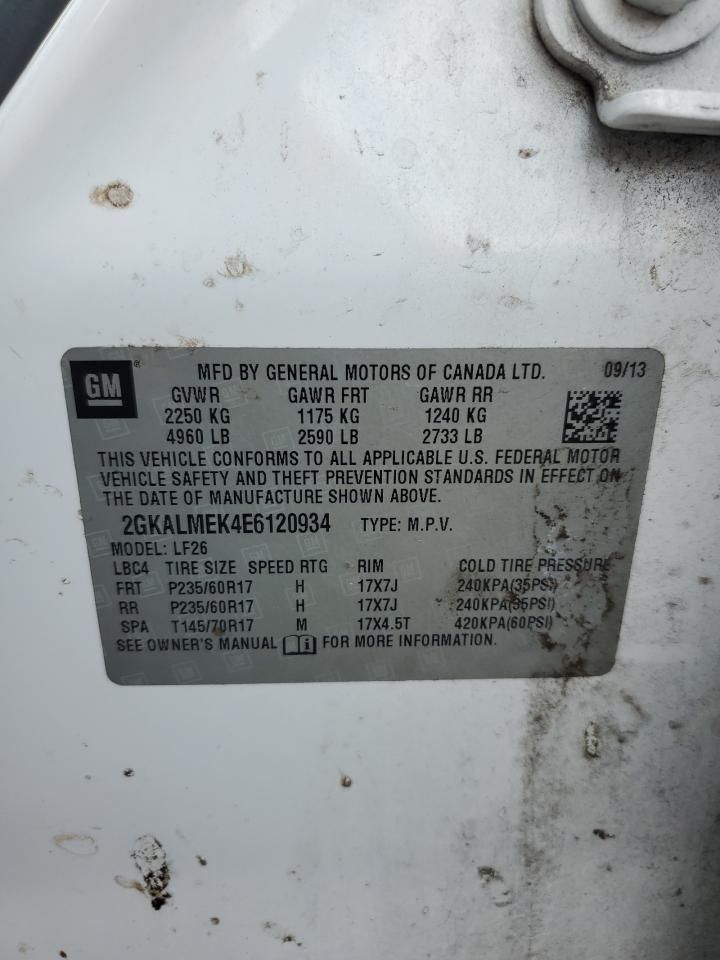 GM
MFD BY GENERAL MOTORS OF CANADA LTD. 09/13
GVWR GAWR FRT GAWR RR
2250 KG 1175 KG 1240 KG
4960 LB 2590 LB 2733 LB
THIS VEHICLE CONFORMS TO ALL APPLICABLE U.S. FEDERAL MOTOR
VEHICLE SAFETY AND THEFT PREVENTION STANDARDS IN EFFECT ON
THE DATE OF MANUFACTURE SHOWN ABOVE.
2GKALMEK4E6120934 TYPE: M.P.V.
MODEL: LF26
LBC4 TIRE SIZE SPEED RTG RIM COLD TIRE PRESSURE
FRT P235/60R17 H 17X7J 240KPA(35PSI)
RR P235/60R17 H 17X7J 240KPA(35PSI)
SPA T145/70R17 M 17X4.5T 420KPA(60PSI)
SEE OWNER'S MANUAL i FOR MORE INFORMATION.